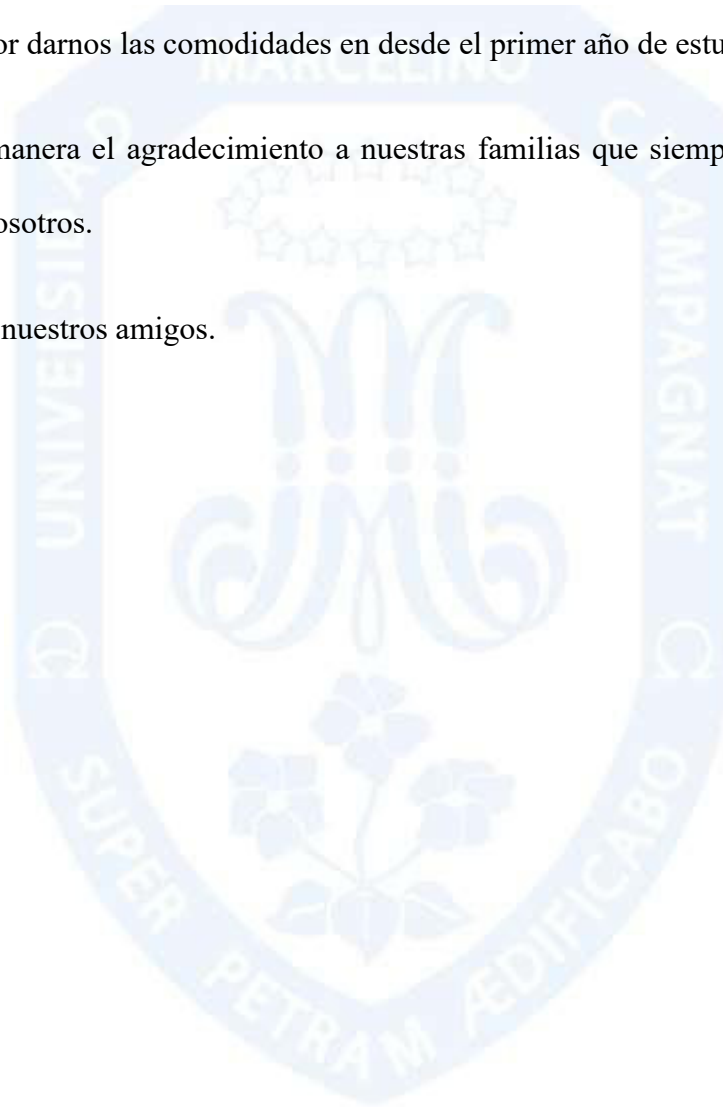 or darnos las comodidades en desde el primer año de estu
manera el agradecimiento a nuestras familias que siemp
osotros.
nuestros amigos.
MARCELINO
CHAMPAGNAT
UNIVERSIDAD
SUPER PETRAM ÆDIFICABO